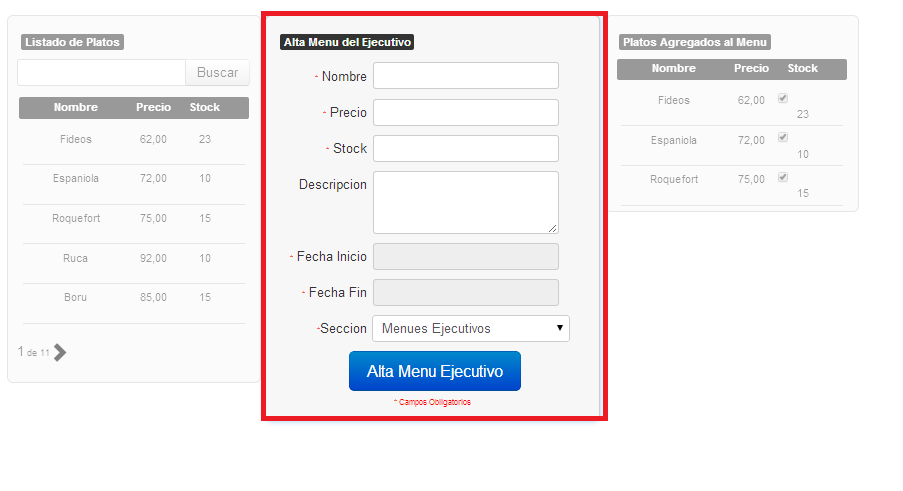 Listado de Platos
Buscar
Nombre Precio Stock
Fideos 62,00 23
Espaniola 72,00 10
Roquefort 75,00 15
Ruca 92,00 10
Boru 85,00 15
1 de 11
Alta Menu del Ejecutivo
- Nombre
- Precio
- Stock
Descripcion
- Fecha Inicio
- Fecha Fin
-Seccion Menues Ejecutivos
Alta Menu Ejecutivo
* Campos Obligatorios
Platos Agregados al Menu
Nombre Precio Stock
Fideos 62,00
23
Espaniola 72,00
10
Roquefort 75,00
15